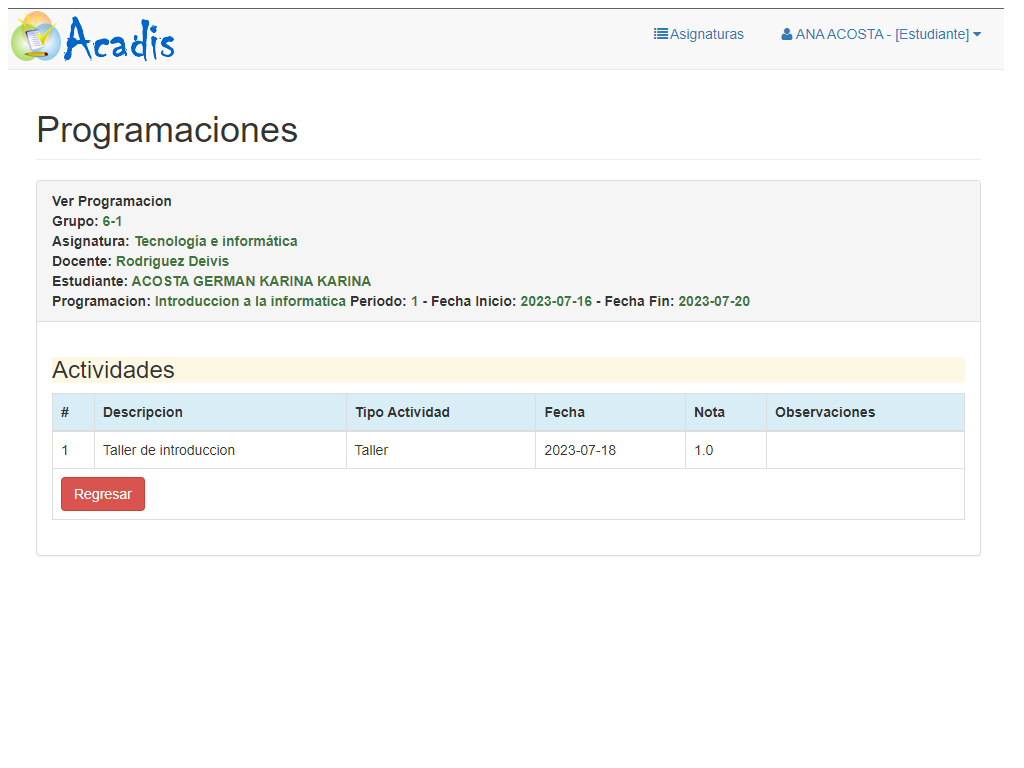 Acadis
Asignaturas
ANA ACOSTA - [Estudiante]
Programaciones
Ver Programacion
Grupo: 6-1
Asignatura: Tecnología e informática
Docente: Rodriguez Deivis
Estudiante: ACOSTA GERMAN KARINA KARINA
Programacion: Introduccion a la informatica Periodo: 1 - Fecha Inicio: 2023-07-16 - Fecha Fin: 2023-07-20
Actividades
# Descripcion Tipo Actividad Fecha Nota Observaciones
1 Taller de introduccion Taller 2023-07-18 1.0
Regresar